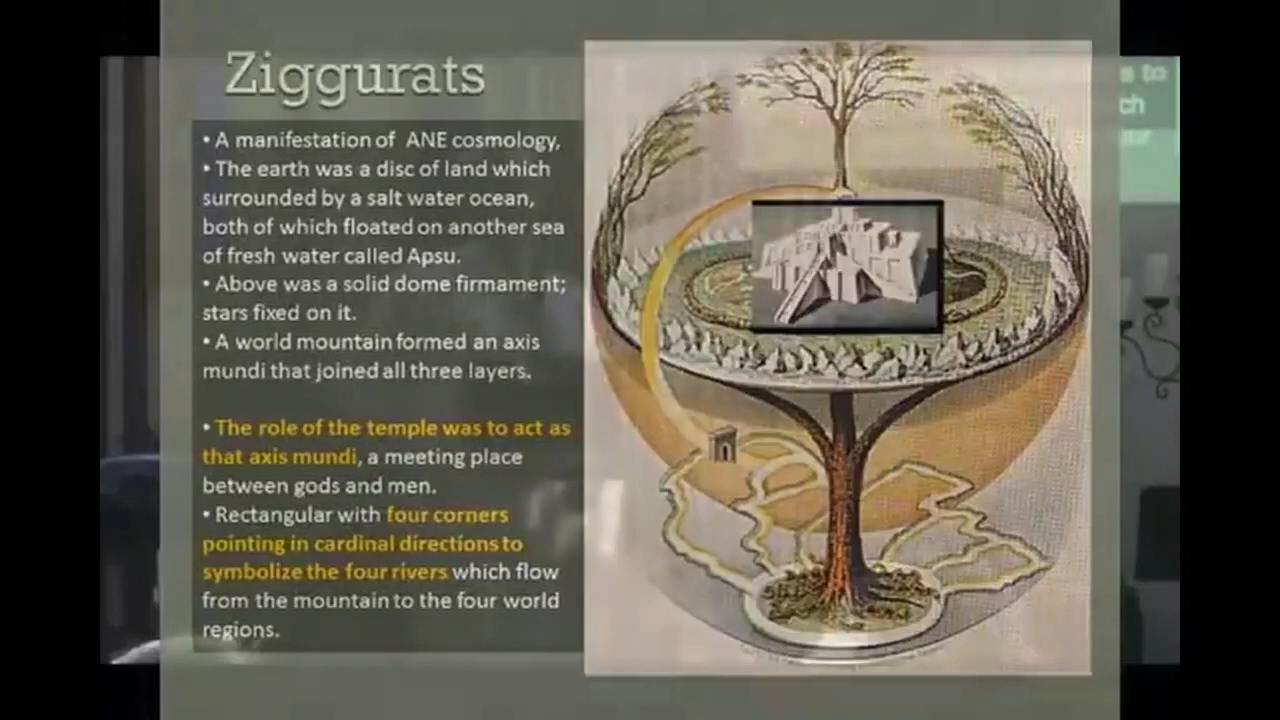 Ziggurats
• A manifestation of ANE cosmology,
• The earth was a disc of land which
surrounded by a salt water ocean,
both of which floated on another sea
of fresh water called Apsu.
• Above was a solid dome firmament;
stars fixed on it.
• A world mountain formed an axis
mundi that joined all three layers.
• The role of the temple was to act as
that axis mundi, a meeting place
between gods and men.
• Rectangular with four corners
pointing in cardinal directions to
symbolize the four rivers which flow
from the mountain to the four world
regions.
to
ch